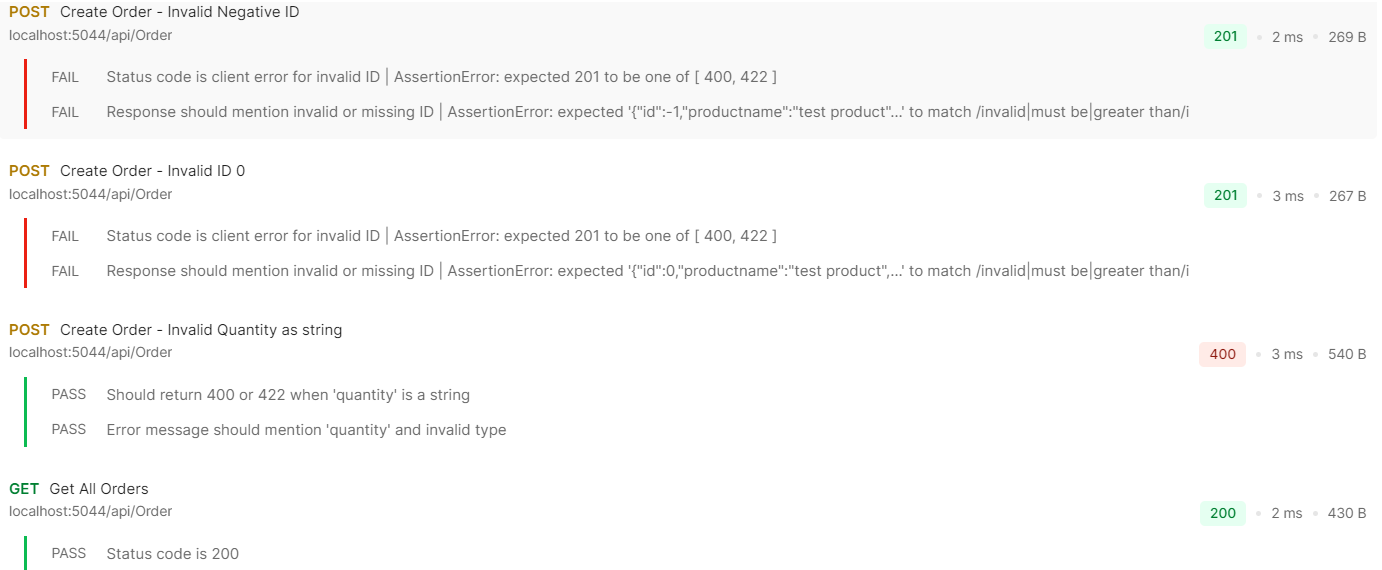 POST Create Order - Invalid Negative ID
localhost:5044/api/Order
201 • 2 ms • 269 B
FAIL Status code is client error for invalid ID | AssertionError: expected 201 to be one of [ 400, 422 ]
FAIL Response should mention invalid or missing ID | AssertionError: expected '{"id":-1,"productname":"test product"…' to match /invalid|must be|greater than/i
POST Create Order - Invalid ID 0
localhost:5044/api/Order
201 • 3 ms • 267 B
FAIL Status code is client error for invalid ID | AssertionError: expected 201 to be one of [ 400, 422 ]
FAIL Response should mention invalid or missing ID | AssertionError: expected '{"id":0,"productname":"test product",…' to match /invalid|must be|greater than/i
POST Create Order - Invalid Quantity as string
localhost:5044/api/Order
400 • 3 ms • 540 B
PASS Should return 400 or 422 when 'quantity' is a string
PASS Error message should mention 'quantity' and invalid type
GET Get All Orders
localhost:5044/api/Order
200 • 2 ms • 430 B
PASS Status code is 200